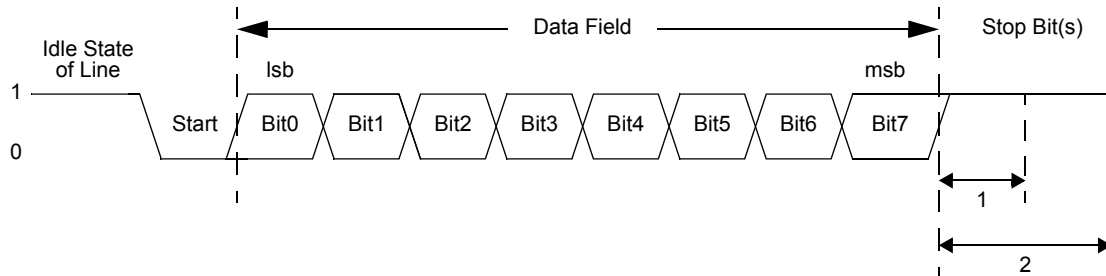 Data Field
Stop Bit(s)
Idle State
of Line
lsb
msb
1
Start
Bit0
Bit1
Bit2
Bit3
Bit4
Bit5
Bit6
Bit7
0
1
2